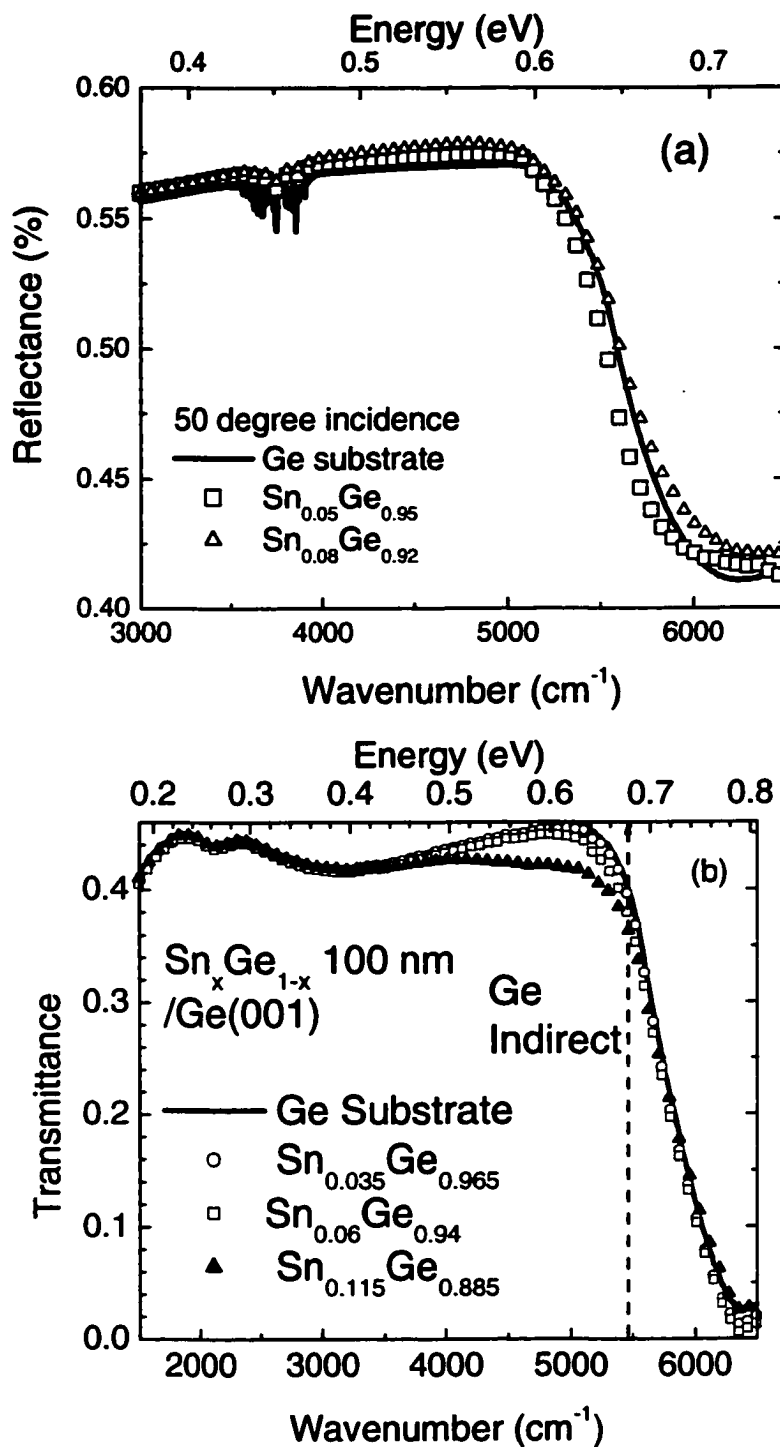 Energy (eV)
0.4 0.5 0.6 0.7
0.60
0.55
0.50
0.45
0.40
Reflectance (%)
(a)
50 degree incidence
Ge substrate
Sn0.05Ge0.95
Sn0.08Ge0.92
3000 4000 5000 6000
Wavenumber (cm-1)
Energy (eV)
0.2 0.3 0.4 0.5 0.6 0.7 0.8
0.4
0.3
0.2
0.1
0.0
Transmittance
(b)
SnxGe1-x 100 nm
/Ge(001)
Ge
Indirect
Ge Substrate
Sn0.035Ge0.965
Sn0.06Ge0.94
Sn0.115Ge0.885
2000 3000 4000 5000 6000
Wavenumber (cm-1)